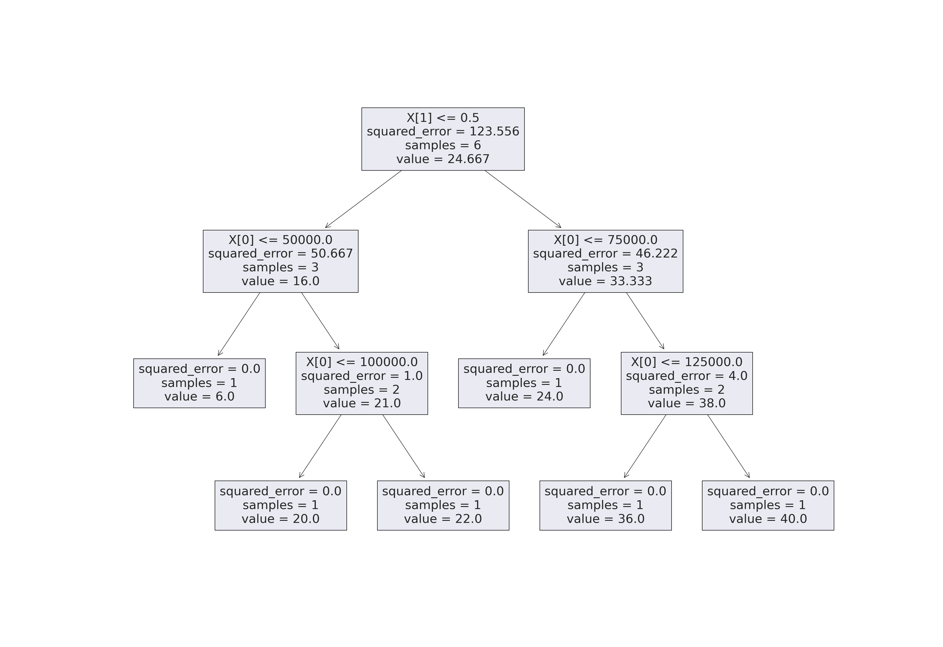 X[1] <= 0.5
squared_error = 123.556
samples = 6
value = 24.667
X[0] <= 50000.0
squared_error = 50.667
samples = 3
value = 16.0
X[0] <= 75000.0
squared_error = 46.222
samples = 3
value = 33.333
squared_error = 0.0
samples = 1
value = 6.0
X[0] <= 100000.0
squared_error = 1.0
samples = 2
value = 21.0
squared_error = 0.0
samples = 1
value = 24.0
X[0] <= 125000.0
squared_error = 4.0
samples = 2
value = 38.0
squared_error = 0.0
samples = 1
value = 20.0
squared_error = 0.0
samples = 1
value = 22.0
squared_error = 0.0
samples = 1
value = 36.0
squared_error = 0.0
samples = 1
value = 40.0